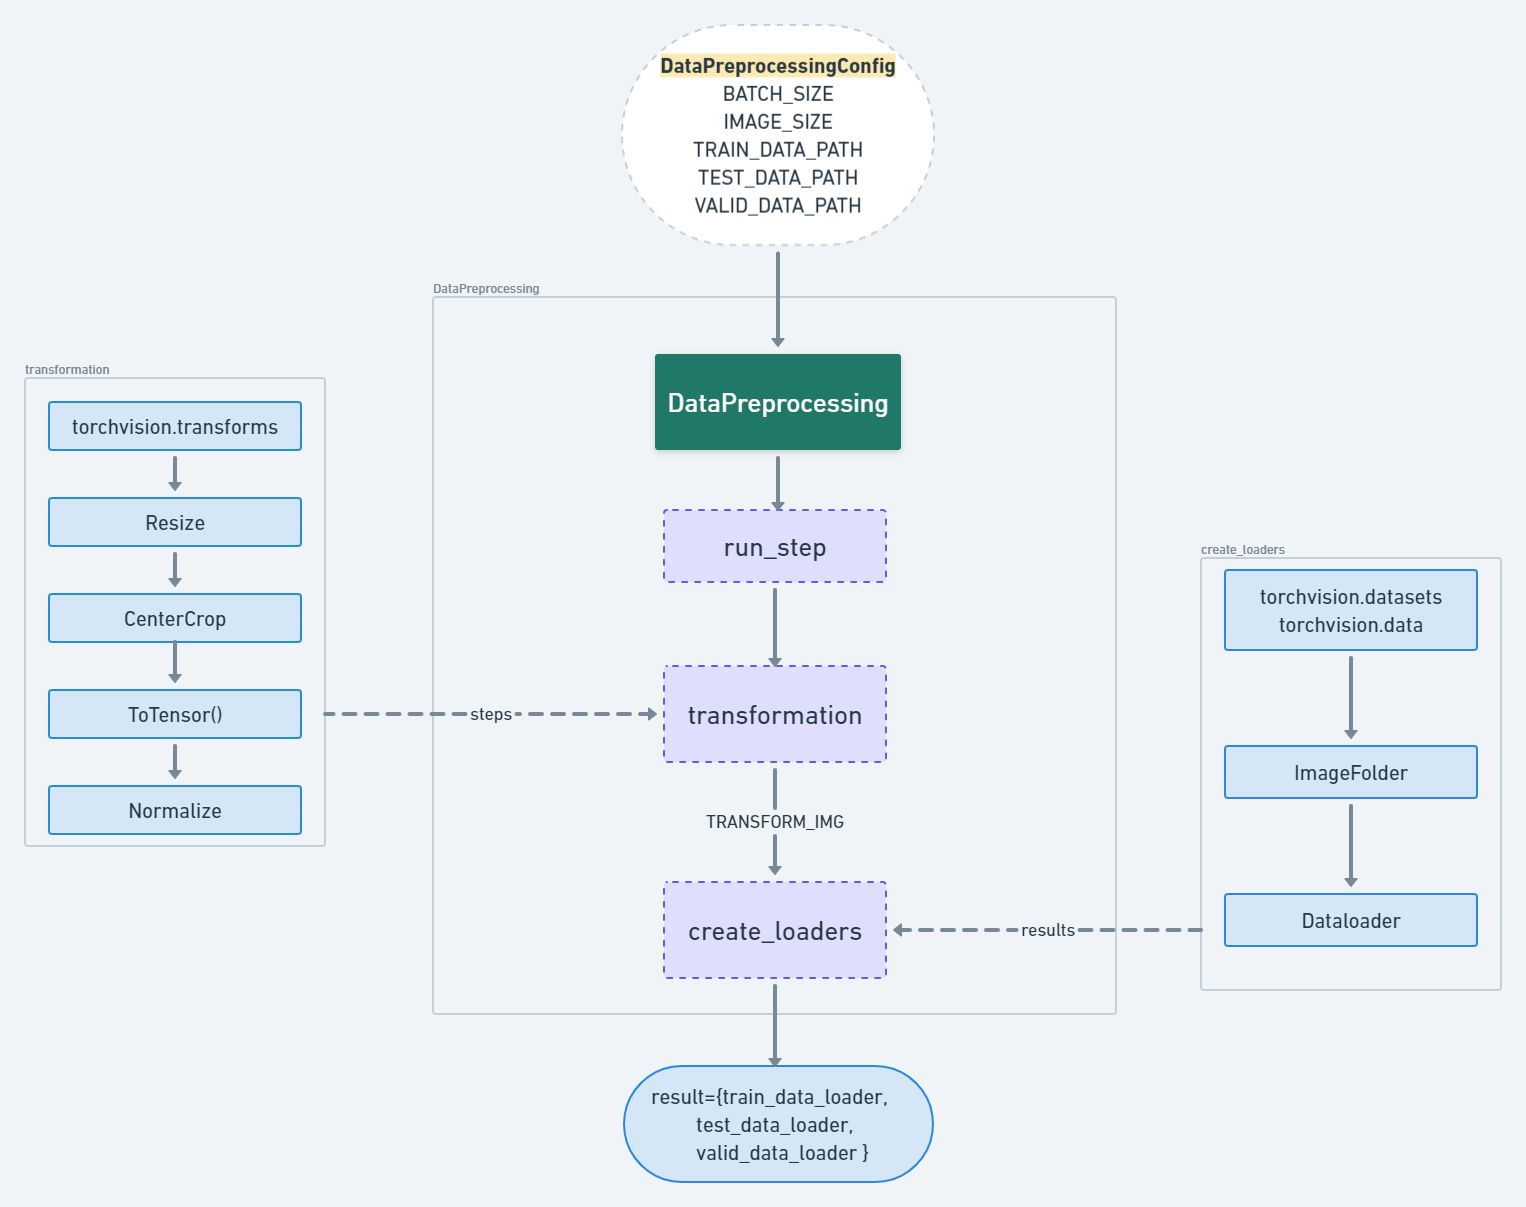 DataPreprocessingConfig
BATCH_SIZE
IMAGE_SIZE
TRAIN_DATA_PATH
TEST_DATA_PATH
VALID_DATA_PATH
DataPreprocessing
DataPreprocessing
run_step
transformation
TRANSFORM_IMG
create_loaders
transformation
torchvision.transforms
Resize
CenterCrop
ToTensor()
Normalize
steps
create_loaders
torchvision.datasets
torchvision.data
ImageFolder
Dataloader
results
result={train_data_loader,
test_data_loader,
valid_data_loader }